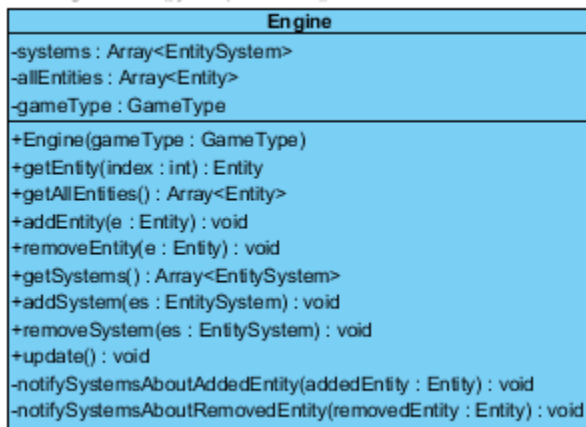 Engine
-systems : Array<EntitySystem>
-allEntities : Array<Entity>
-gameType : GameType
+Engine(gameType : GameType)
+getEntity(index : int) : Entity
+getAllEntities() : Array<Entity>
+addEntity(e : Entity) : void
+removeEntity(e : Entity) : void
+getSystems() : Array<EntitySystem>
+addSystem(es : EntitySystem) : void
+removeSystem(es : EntitySystem) : void
+update() : void
-notifySystemsAboutAddedEntity(addedEntity : Entity) : void
-notifySystemsAboutRemovedEntity(removedEntity : Entity) : void